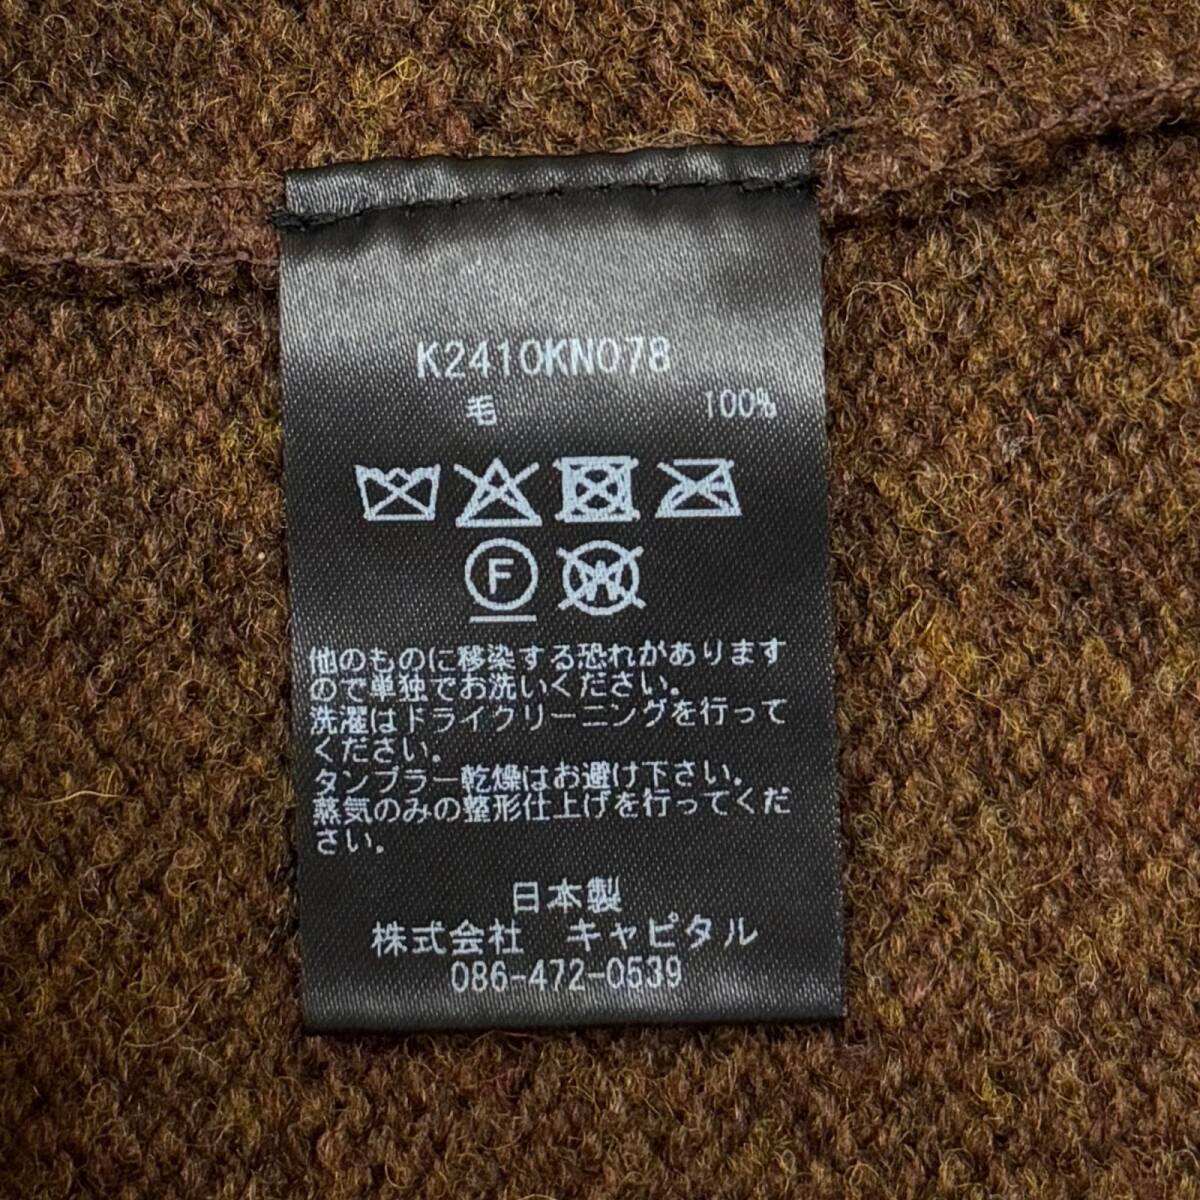 K2410KN078
毛 100%
F
W
他のものに移染する恐れがあります
ので単独でお洗いください。
洗濯はドライクリーニングを行って
ください。
タンブラー乾燥はお避け下さい。
蒸気のみの整形仕上げを行ってくだ
さい。
日本製
株式会社 キャピタル
086-472-0539